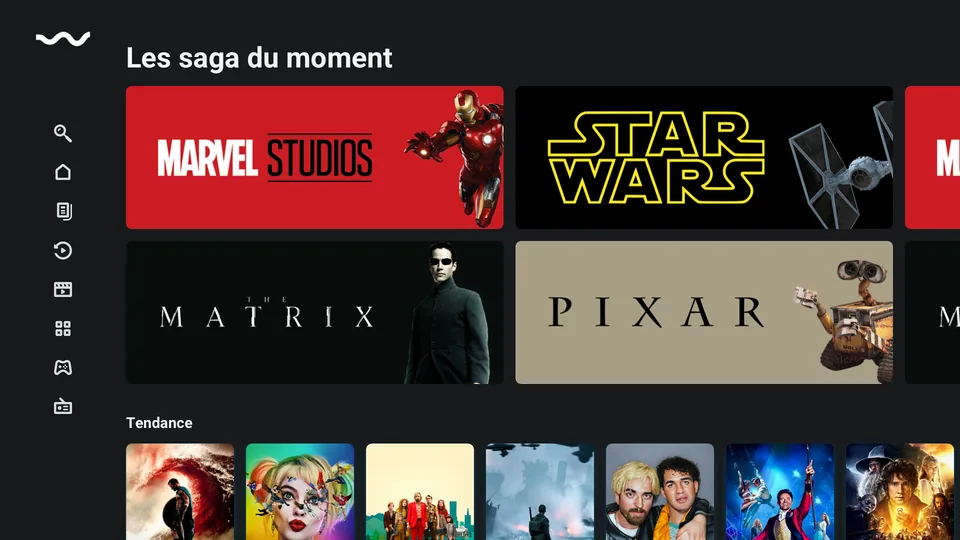 Les saga du moment
MARVEL STUDIOS
STAR
WARS
M
THE
MATRIX
PIXAR
M
Tendance